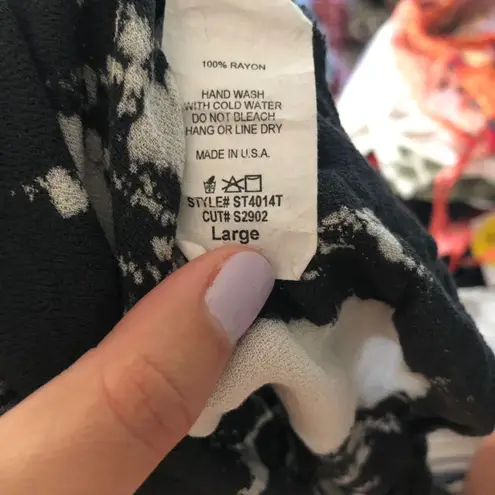 100% RAYON
HAND WASH
WITH COLD WATER
DO NOT BLEACH
HANG OR LINE DRY
MADE IN U.S.A.
STYLE# ST4014T
CUT# S2902
Large